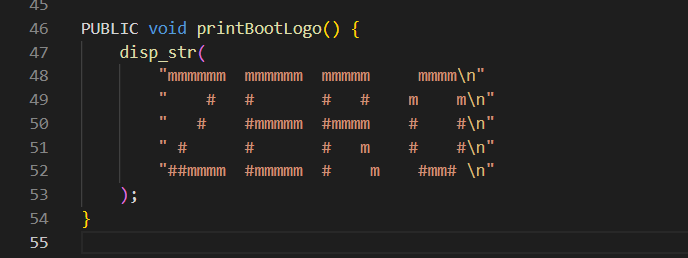 45
46 PUBLIC void printBootLogo() {
47     disp_str(
48         "mmmmmm  mmmmmm  mmmmm     mmmm\n"
49         "    #   #       #   #    m    m\n"
50         "   #    #mmmmm  #mmmm    #    #\n"
51         " #      #       #   m    #    #\n"
52         "##mmmm  #mmmmm  #    m    #mm# \n"
53     );
54 }
55